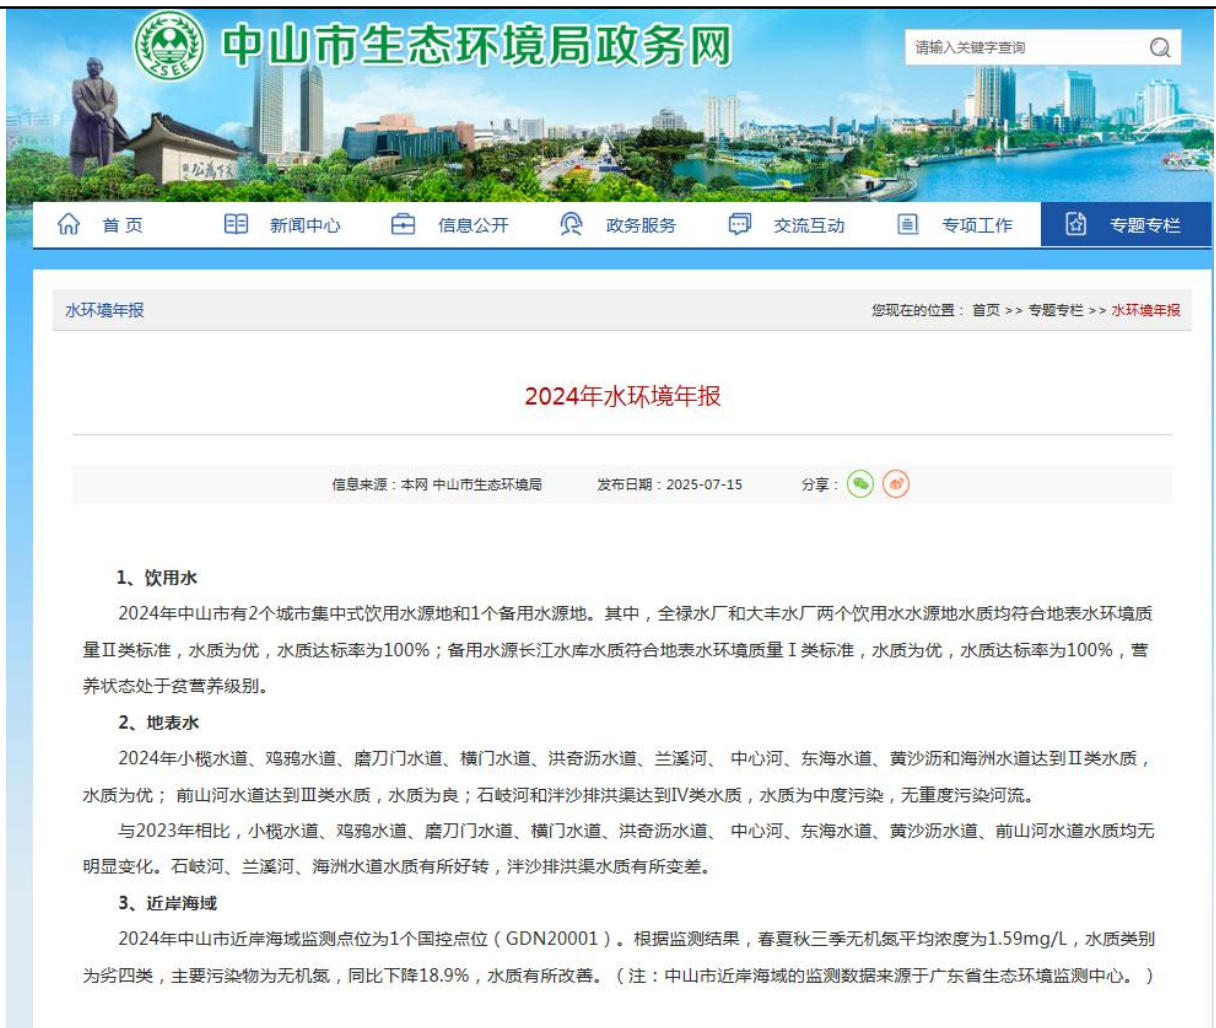 中山市生态环境局政务网
ZSEE
请输入关键字查询
首页 新闻中心 信息公开 政务服务 交流互动 专项工作 专题专栏
水环境年报
您现在的位置： 首页 >> 专题专栏 >> 水环境年报
2024年水环境年报
信息来源：本网 中山市生态环境局 发布日期：2025-07-15 分享：
1、饮用水
2024年中山市有2个城市集中式饮用水源地和1个备用水源地。其中，全禄水厂和大丰水厂两个饮用水水源地水质均符合地表水环境质
量Ⅱ类标准，水质为优，水质达标率为100%；备用水源长江水库水质符合地表水环境质量Ⅰ类标准，水质为优，水质达标率为100%，营
养状态处于贫营养级别。
2、地表水
2024年小榄水道、鸡鸦水道、磨刀门水道、横门水道、洪奇沥水道、兰溪河、 中心河、东海水道、黄沙沥和海洲水道达到Ⅱ类水质，
水质为优； 前山河水道达到Ⅲ类水质，水质为良；石岐河和泮沙排洪渠达到Ⅳ类水质，水质为中度污染，无重度污染河流。
与2023年相比，小榄水道、鸡鸦水道、磨刀门水道、横门水道、洪奇沥水道、 中心河、东海水道、黄沙沥水道、前山河水道水质均无
明显变化。石岐河、兰溪河、海洲水道水质有所好转，泮沙排洪渠水质有所变差。
3、近岸海域
2024年中山市近岸海域监测点位为1个国控点位（GDN20001）。根据监测结果，春夏秋三季无机氮平均浓度为1.59mg/L，水质类别
为劣四类，主要污染物为无机氮，同比下降18.9%，水质有所改善。（注：中山市近岸海域的监测数据来源于广东省生态环境监测中心。）